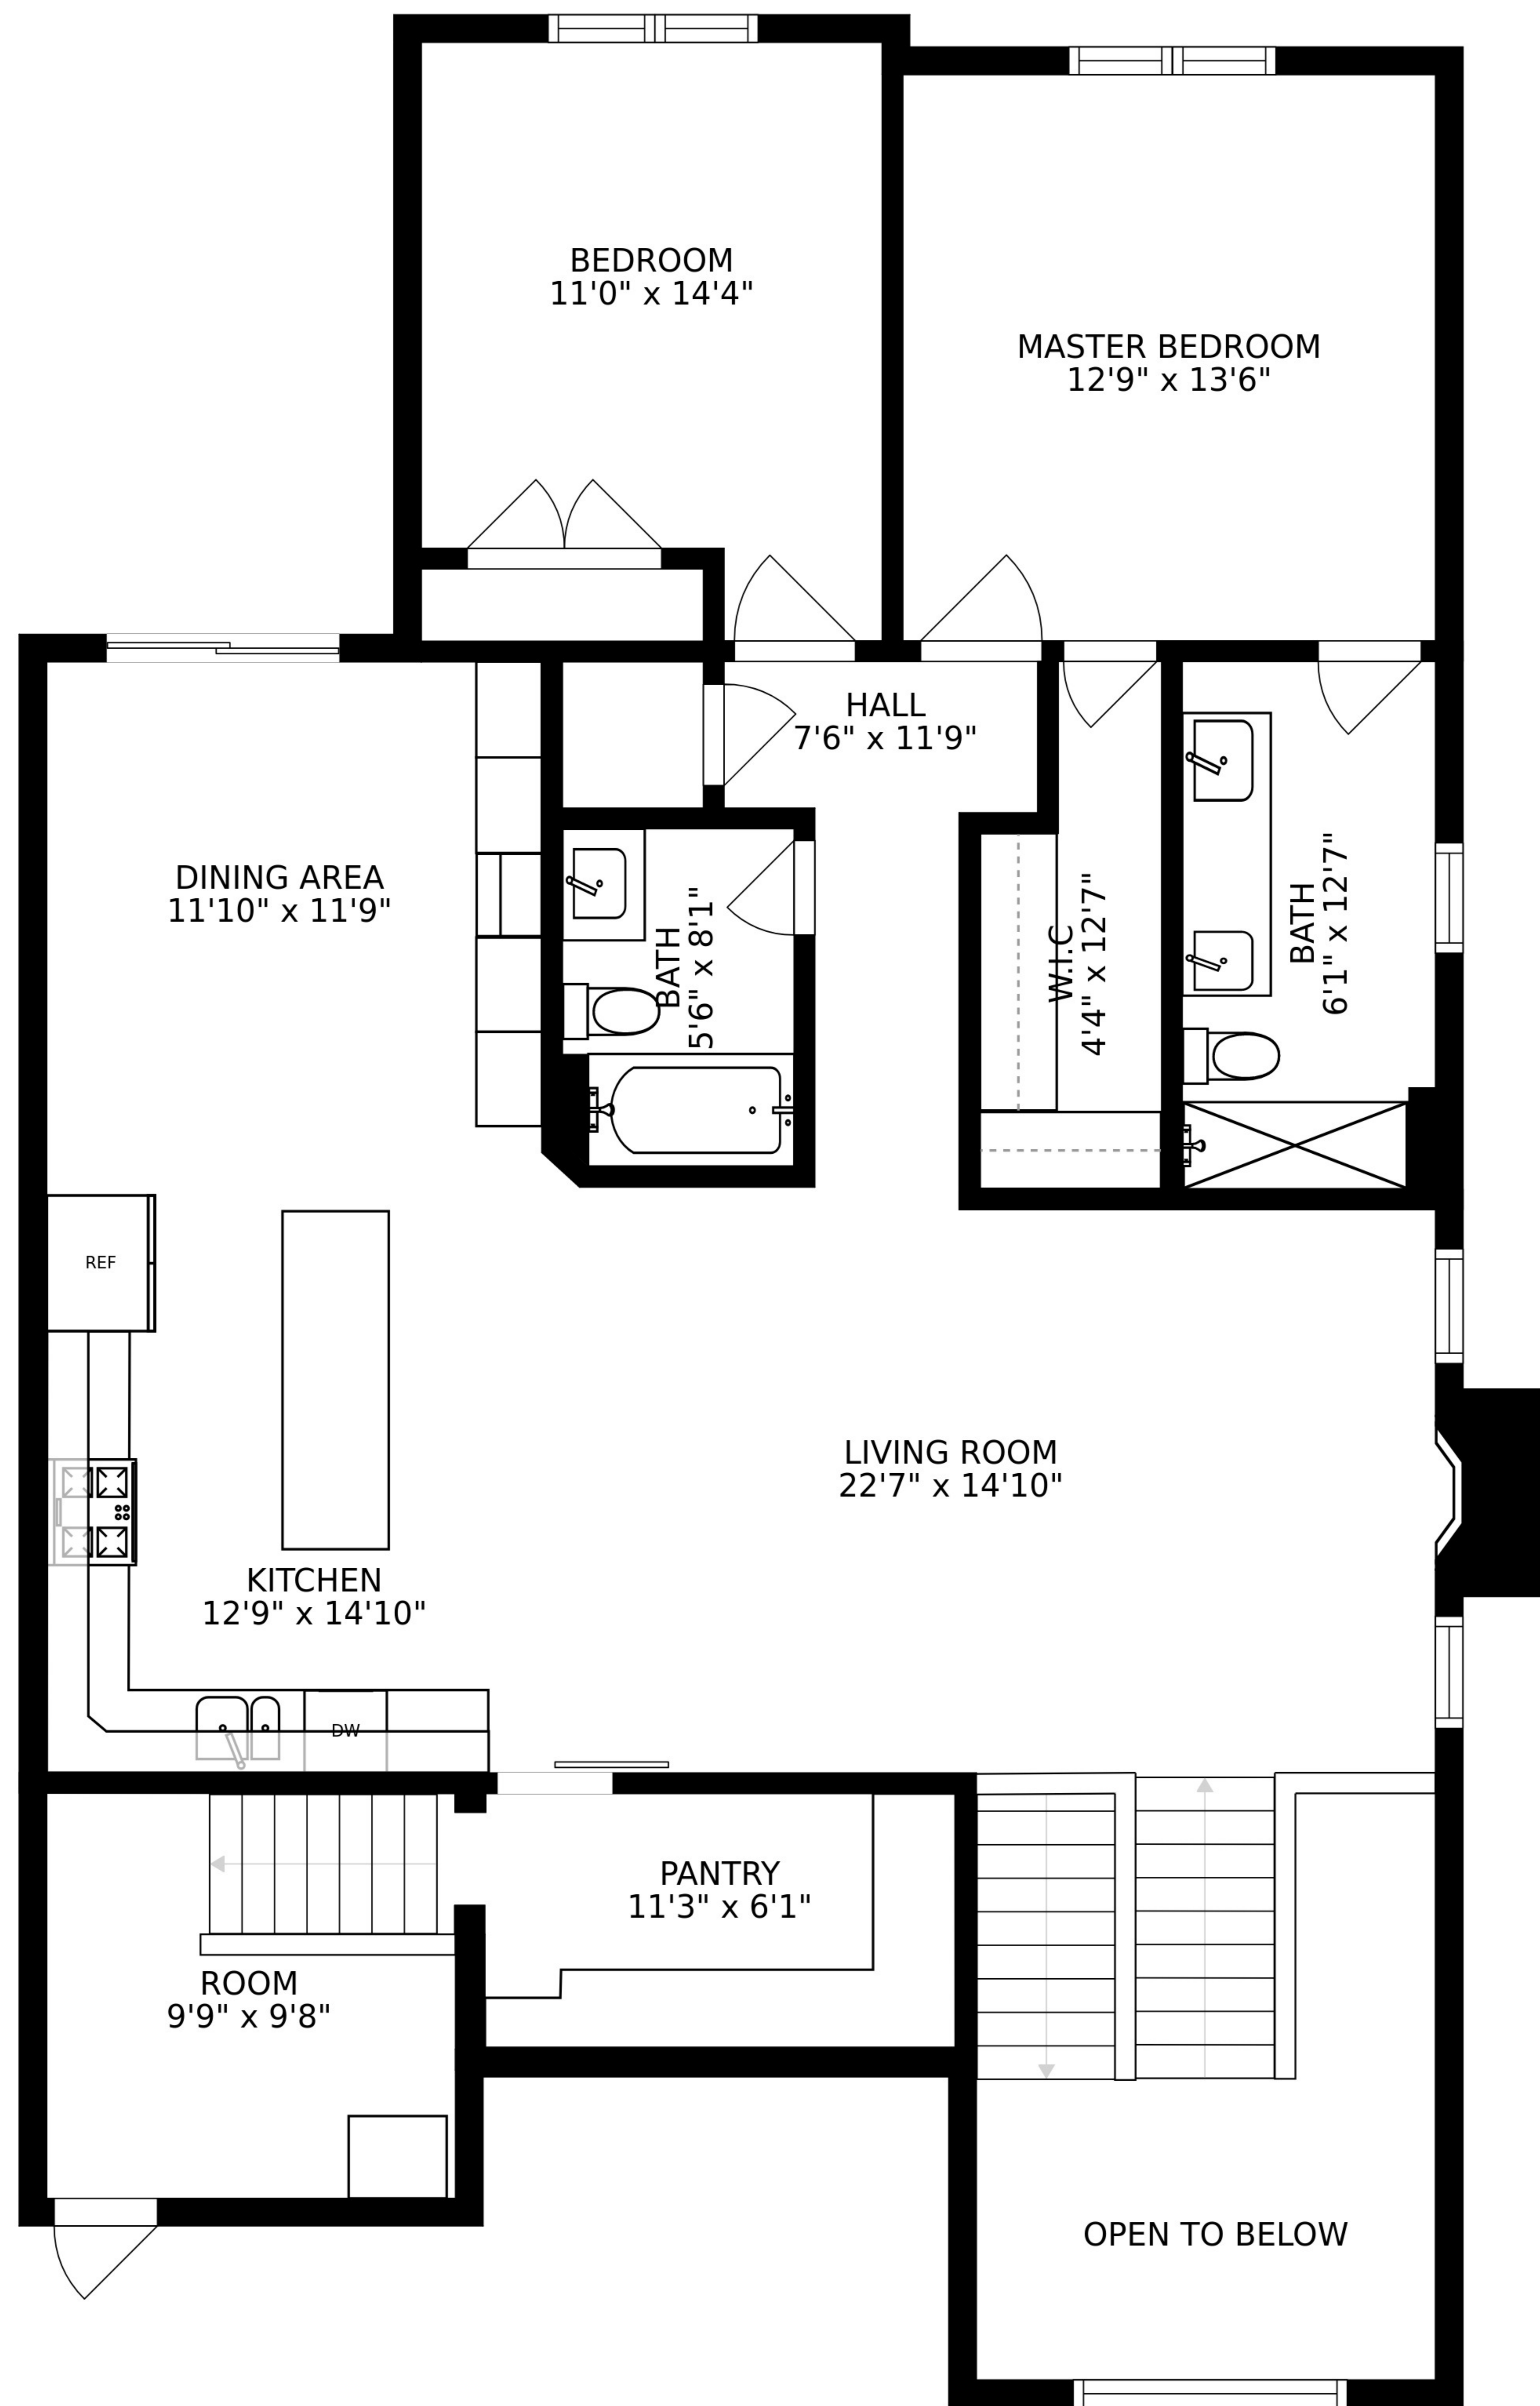 BEDROOM
11'0" x 14'4"
MASTER BEDROOM
12'9" x 13'6"
HALL
7'6" x 11'9"
DINING AREA
11'10" x 11'9"
BATH
5'6" x 8'1"
W.I.C
4'4" x 12'7"
BATH
6'1" x 12'7"
REF
LIVING ROOM
22'7" x 14'10"
KITCHEN
12'9" x 14'10"
DW
PANTRY
11'3" x 6'1"
ROOM
9'9" x 9'8"
OPEN TO BELOW